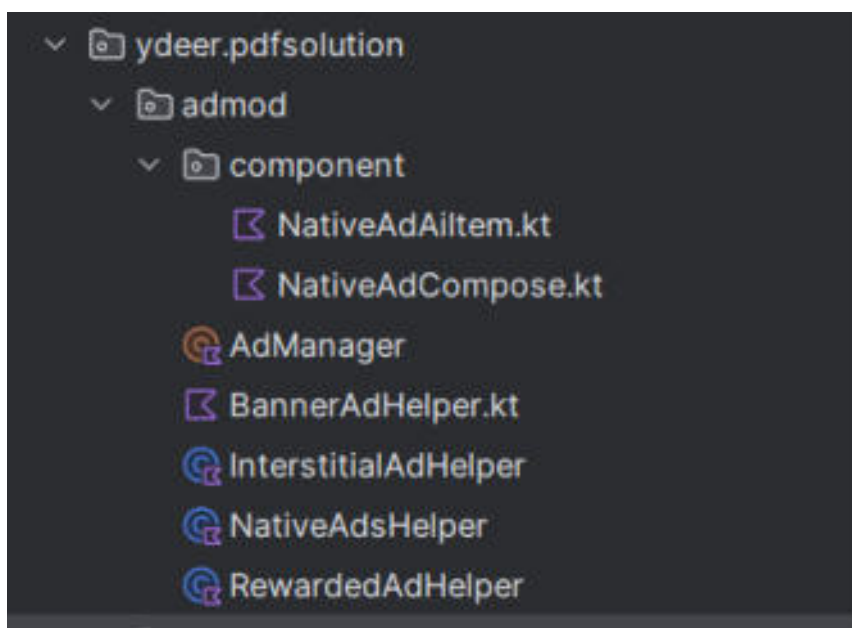 ydeer.pdfsolution
admod
component
NativeAdAiItem.kt
NativeAdCompose.kt
AdManager
BannerAdHelper.kt
InterstitialAdHelper
NativeAdsHelper
RewardedAdHelper